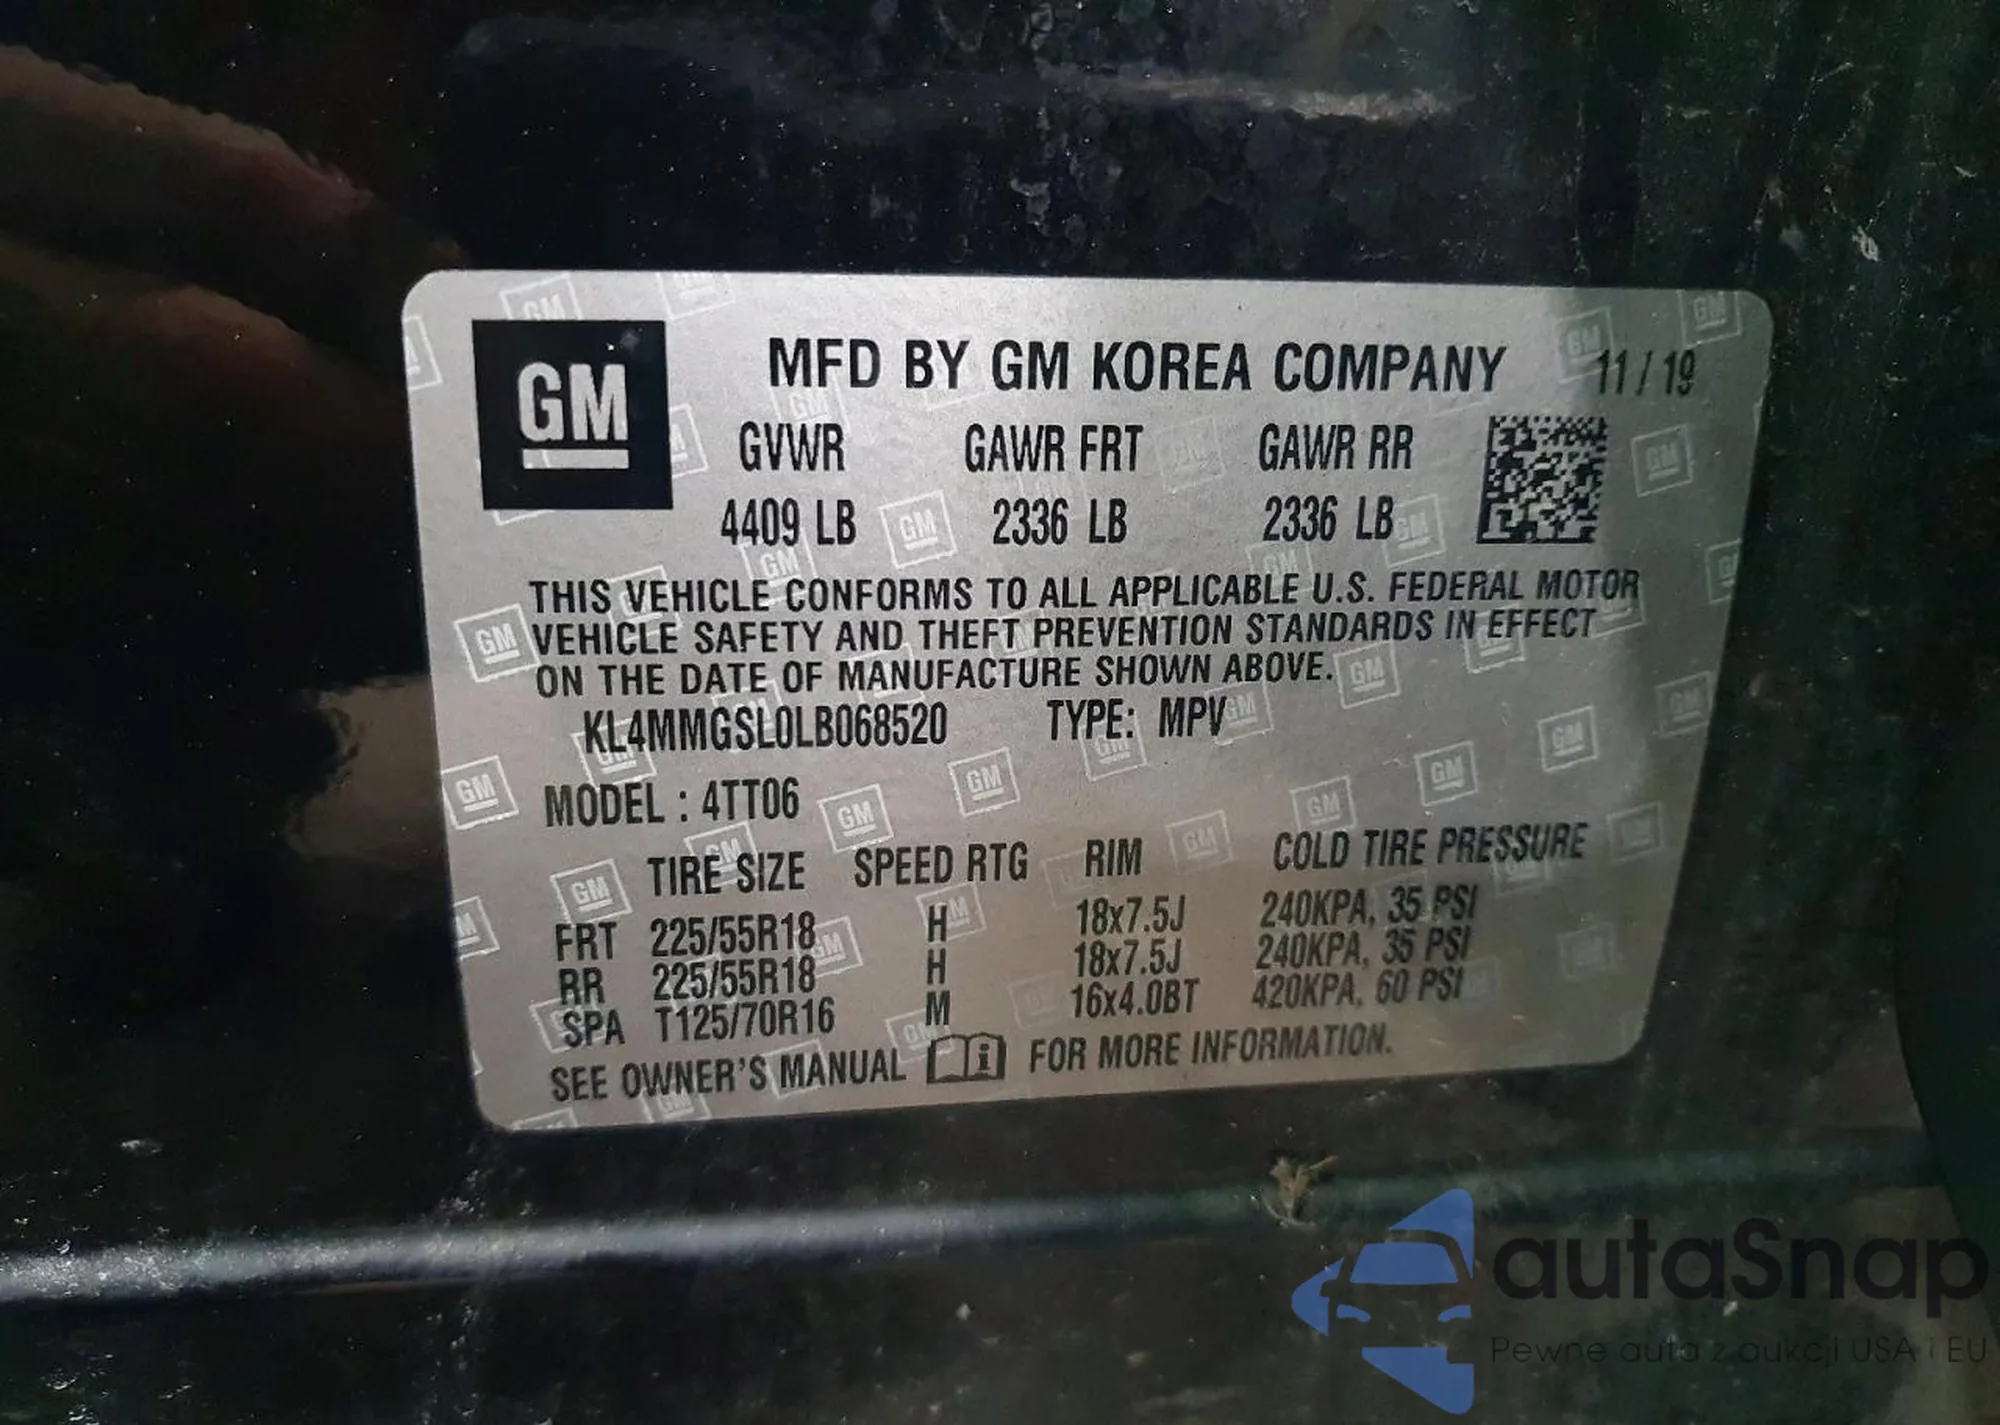 GM
MFD BY GM KOREA COMPANY 11/19
GVWR GAWR FRT GAWR RR
4409 LB 2336 LB 2336 LB
THIS VEHICLE CONFORMS TO ALL APPLICABLE U.S. FEDERAL MOTOR
VEHICLE SAFETY AND THEFT PREVENTION STANDARDS IN EFFECT
ON THE DATE OF MANUFACTURE SHOWN ABOVE.
KL4MMGSL0LB068520 TYPE: MPV
MODEL : 4TT06
TIRE SIZE SPEED RTG RIM COLD TIRE PRESSURE
FRT 225/55R18 H 18x7.5J 240KPA, 35 PSI
RR 225/55R18 H 18x7.5J 240KPA, 35 PSI
SPA T125/70R16 M 16x4.0BT 420KPA, 60 PSI
SEE OWNER'S MANUAL FOR MORE INFORMATION.
autaSnap
Pewne auta z aukcji USA i EU